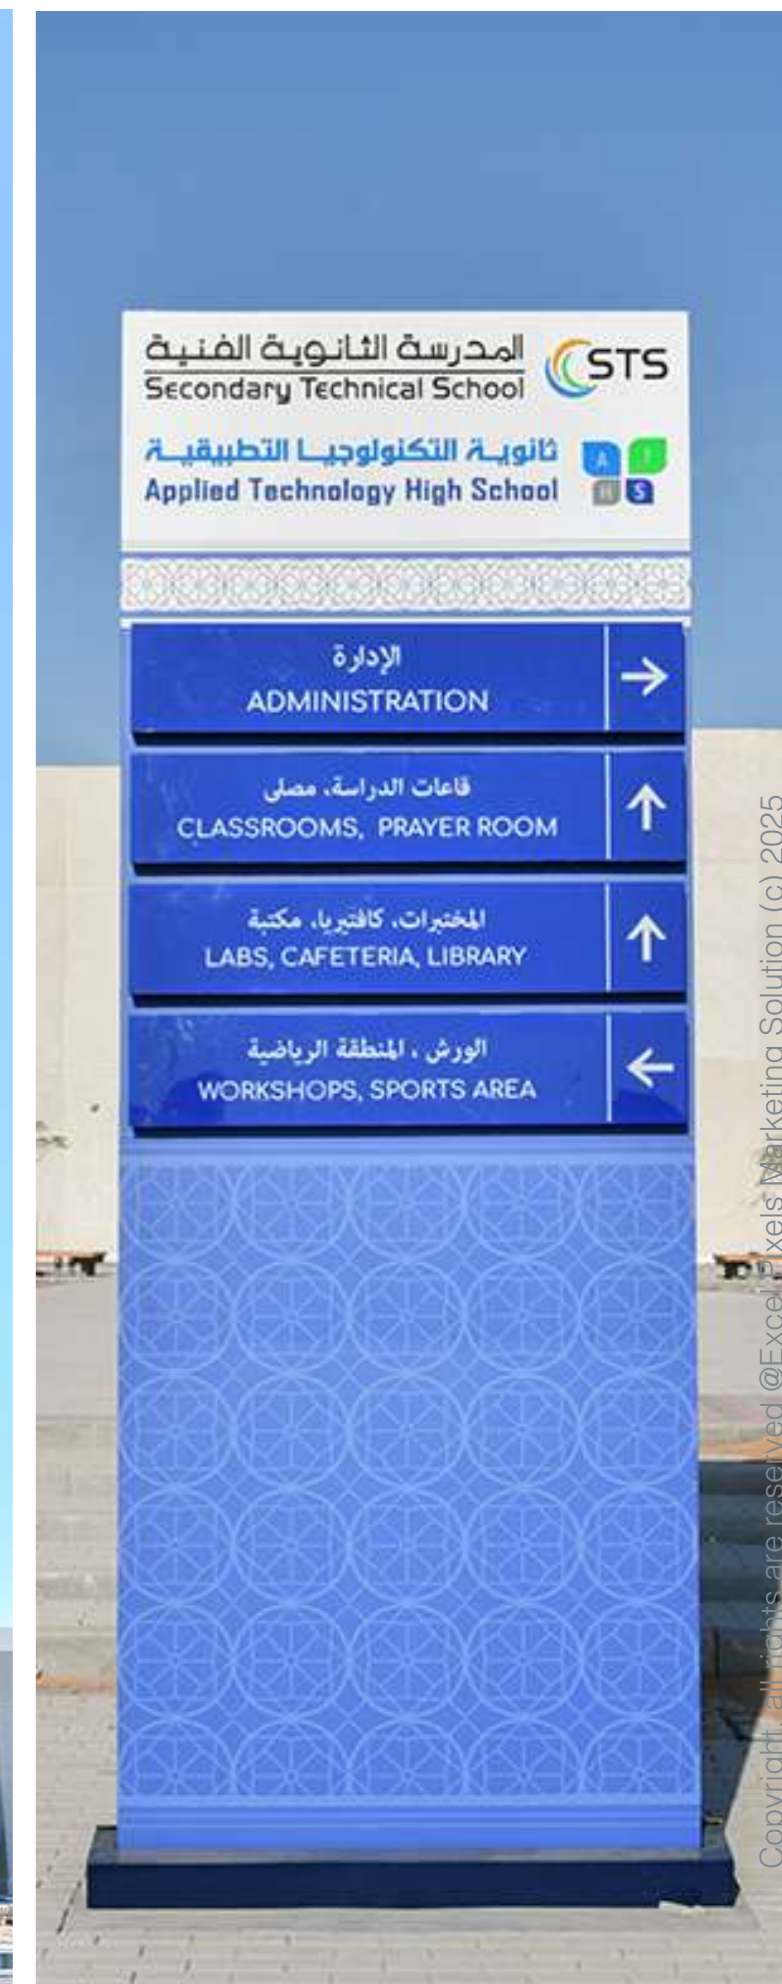 المدرسة الثانوية الفنية
Secondary Technical School
STS
ثانوية التكنولوجيا التطبيقية
Applied Technology High School
A T
H S
الإدارة
ADMINISTRATION
قاعات الدراسة، مصلى
CLASSROOMS, PRAYER ROOM
المختبرات، كافتيريا، مكتبة
LABS, CAFETERIA, LIBRARY
الورش ، المنطقة الرياضية
WORKSHOPS, SPORTS AREA
Copyright, all rights are reserved @Excel Pixels Marketing Solution (c) 2025